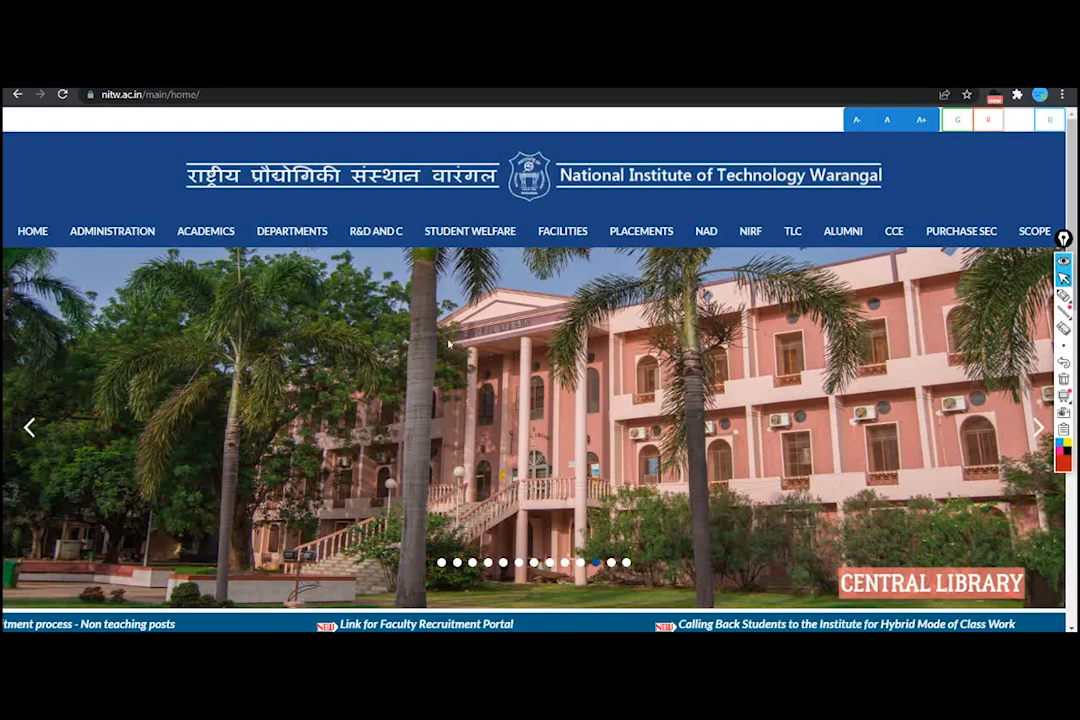 nitw.ac.in/main/home/
A- A A+ G R
राष्ट्रीय प्रौयोगिकी संस्थान वारंगल National Institute of Technology Warangal
HOME ADMINISTRATION ACADEMICS DEPARTMENTS R&D AND C STUDENT WELFARE FACILITIES PLACEMENTS NAD NIRF TLC ALUMNI CCE PURCHASE SEC SCOPE
CENTRAL LIBRARY
itment process - Non teaching posts NEW Link for Faculty Recruitment Portal NEW Calling Back Students to the Institute for Hybrid Mode of Class Work